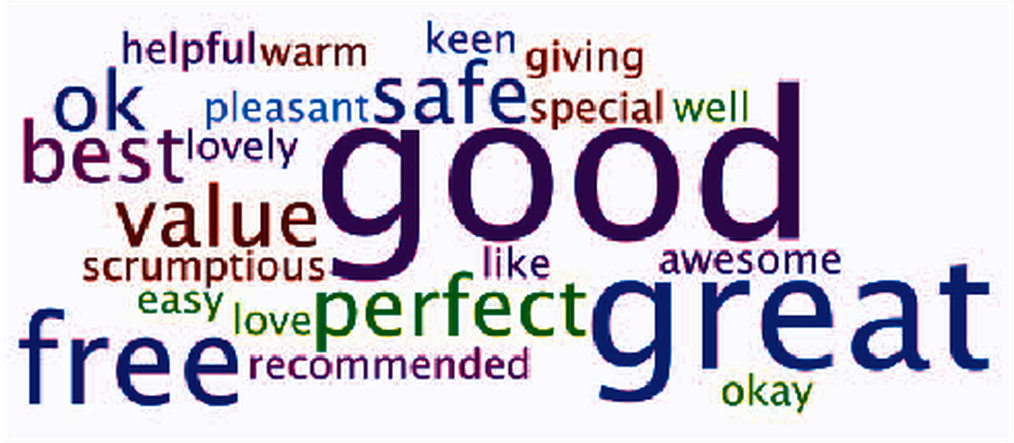 helpful warm keen giving
ok pleasant safe special well
best lovely good
value
scrumptious like awesome
easy love perfect great
free recommended okay